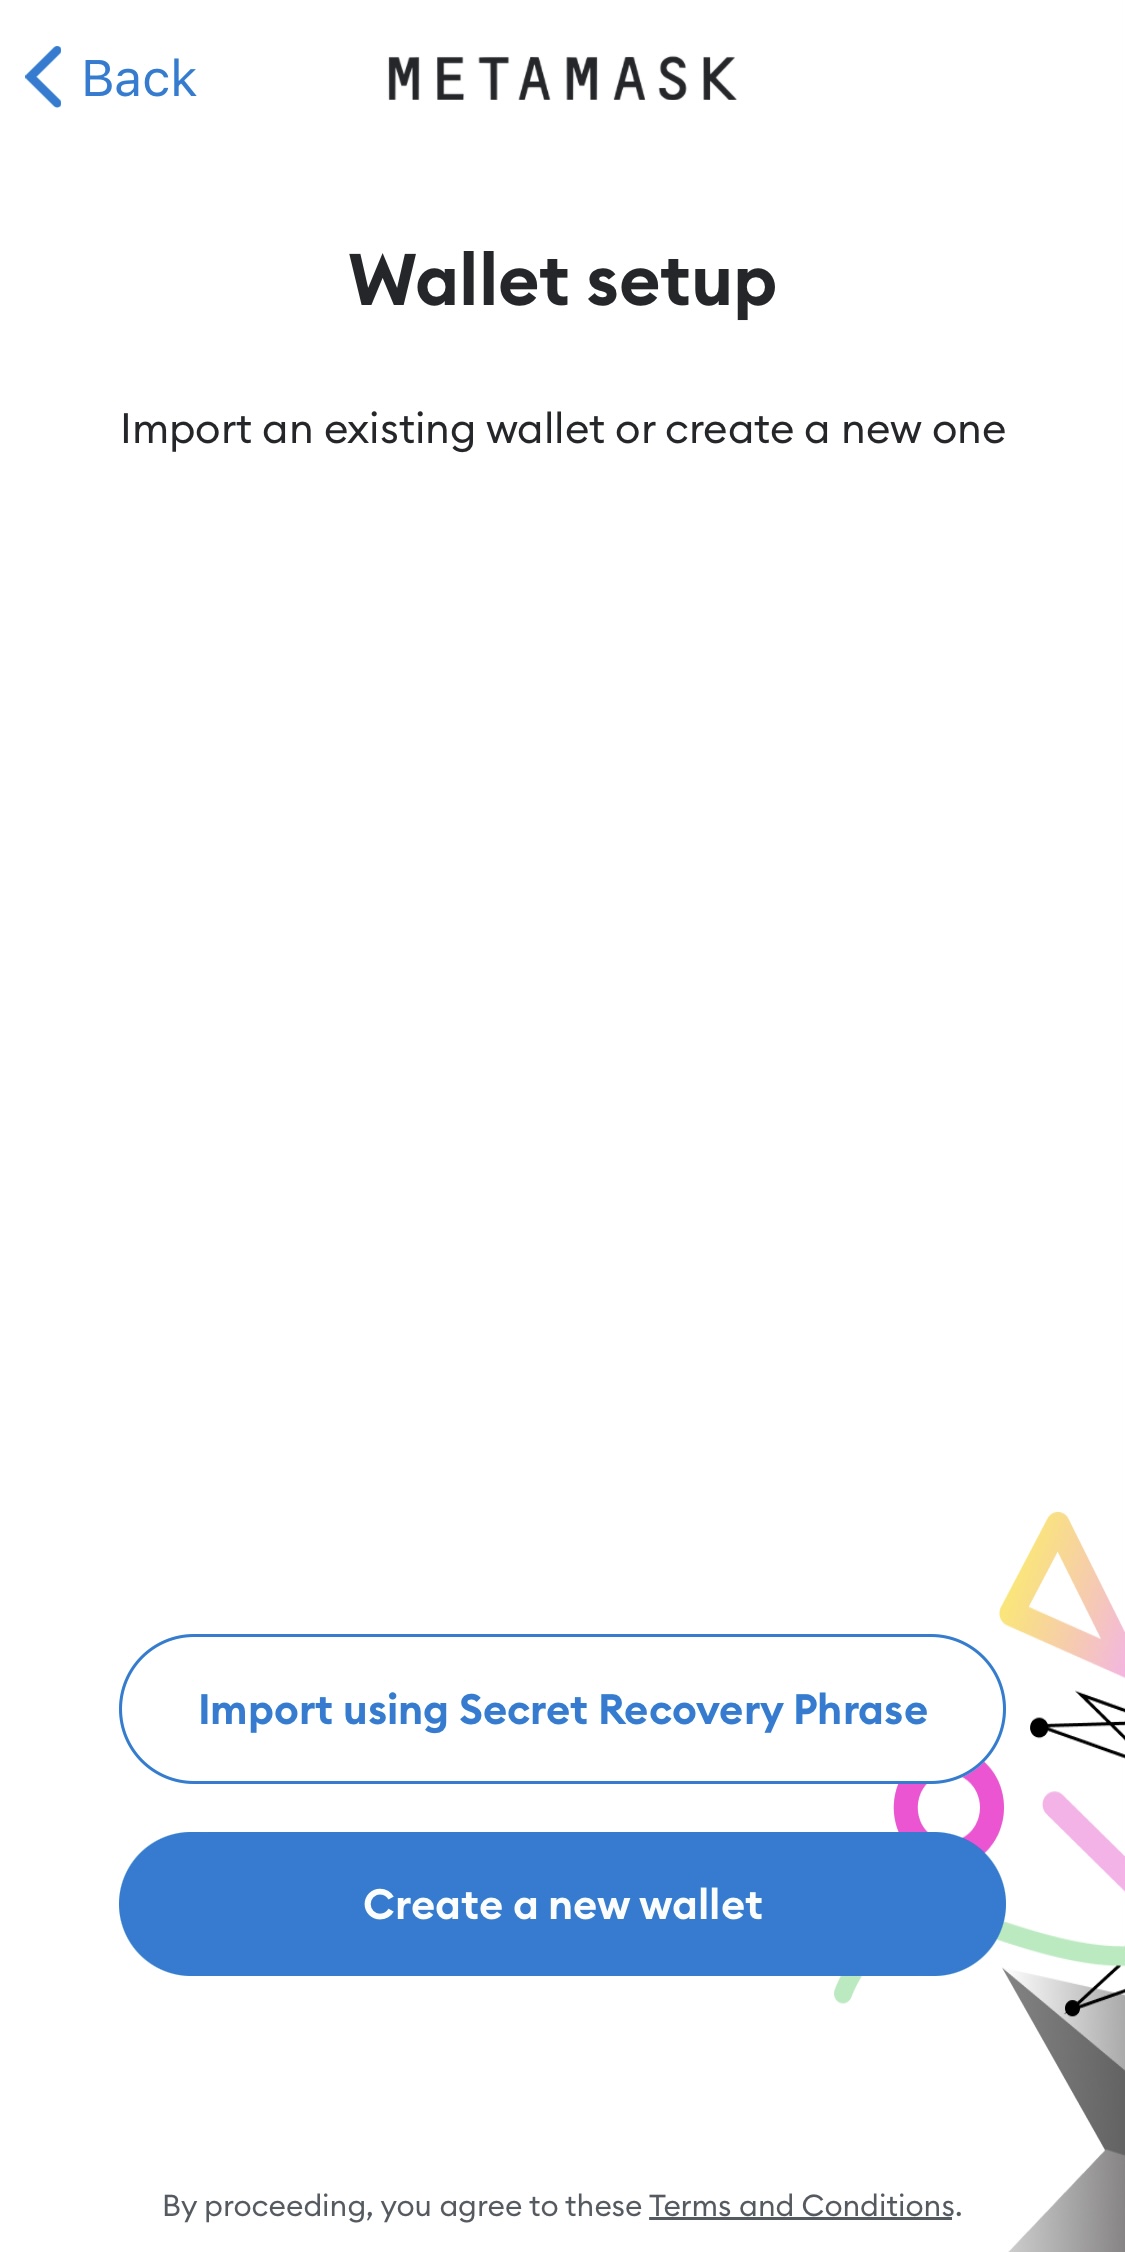 Back
METAMASK
Wallet setup
Import an existing wallet or create a new one
Import using Secret Recovery Phrase
Create a new wallet
By proceeding, you agree to these Terms and Conditions.